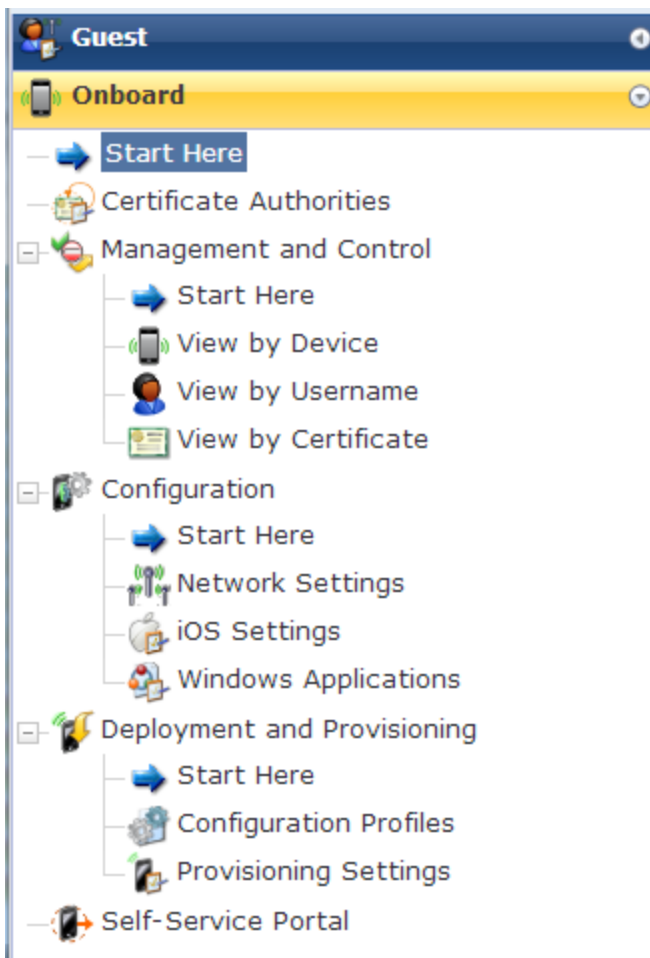 Guest
Onboard
Start Here
Certificate Authorities
Management and Control
Start Here
View by Device
View by Username
View by Certificate
Configuration
Start Here
Network Settings
iOS Settings
Windows Applications
Deployment and Provisioning
Start Here
Configuration Profiles
Provisioning Settings
Self-Service Portal